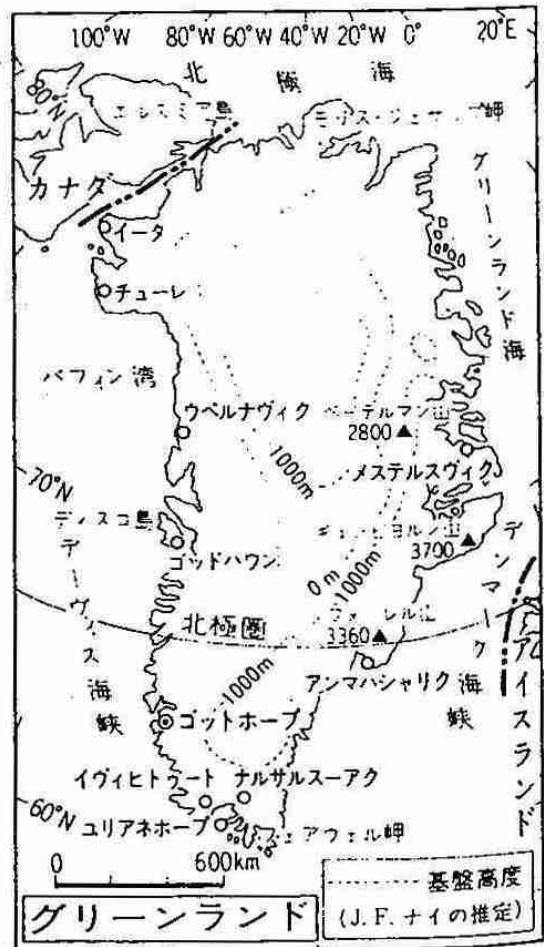 100°W 80°W 60°W 40°W 20°W 0° 20°E
北極海
80°N
エルスミア島
モリス・ジェサップ岬
カナダ
グリーンランド海
イータ
チューレ
バフィン湾
ウペルナヴィク
ペーテルマン山
2800
1000m
メステルスヴィク
70°N
ディスコ島
ゴッドハウン
3700
0m
1000m
デーヴィス海峡
デンマーク海峡
北極圏
3360
アンマハシャリク
アイスランド
1000m
ゴットホープ
イヴィヒトゥート ナルサルスーアク
60°N
ユリアネホープ
フェアウェル岬
0 600km
グリーンランド
基盤高度
(J.F.ナイの推定)